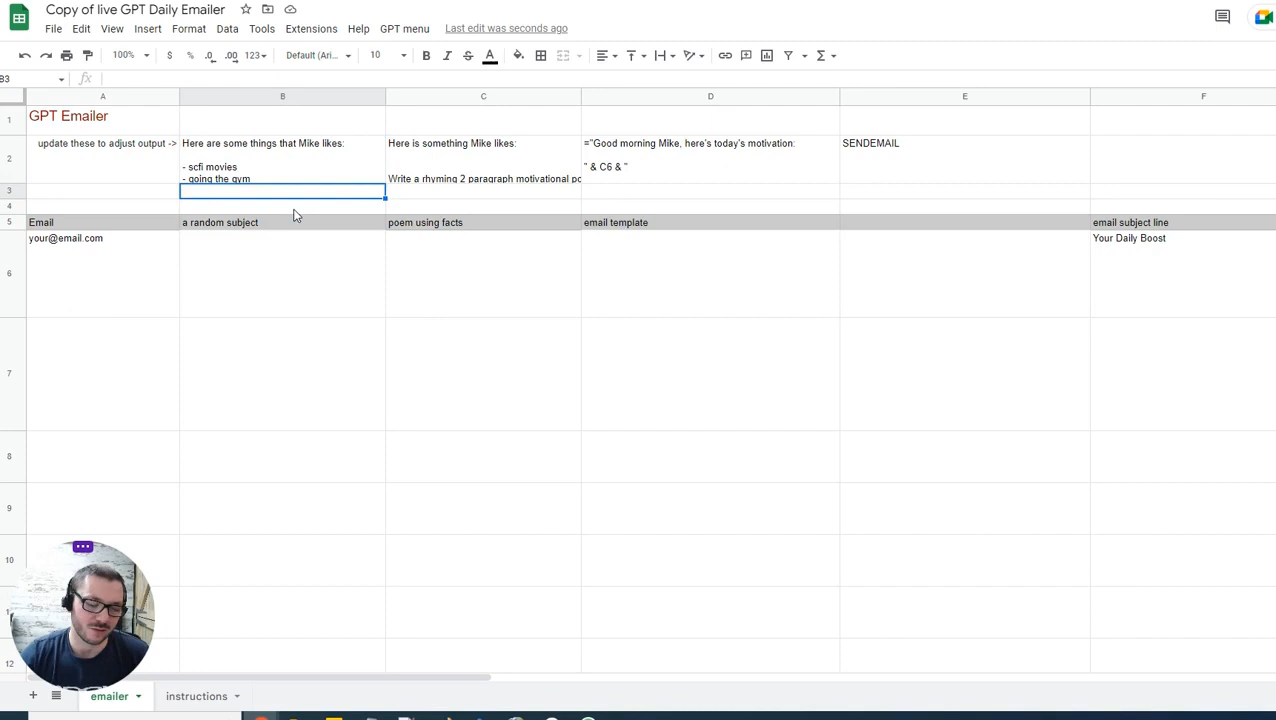 Copy of live GPT Daily Emailer
File Edit View Insert Format Data Tools Extensions Help GPT menu Last edit was seconds ago
100% $ % .0 .00 123 Default (Ari... 10 B I S A
B3 fx
A B C D E F
1 GPT Emailer
update these to adjust output -> Here are some things that Mike likes: Here is something Mike likes: ="Good morning Mike, here's today's motivation: SENDEMAIL
2 - scfi movies " & C6 & "
- going the gym Write a rhyming 2 paragraph motivational po
3
4
5 Email a random subject poem using facts email template email subject line
your@email.com Your Daily Boost
6
7
8
9
10
12
emailer instructions